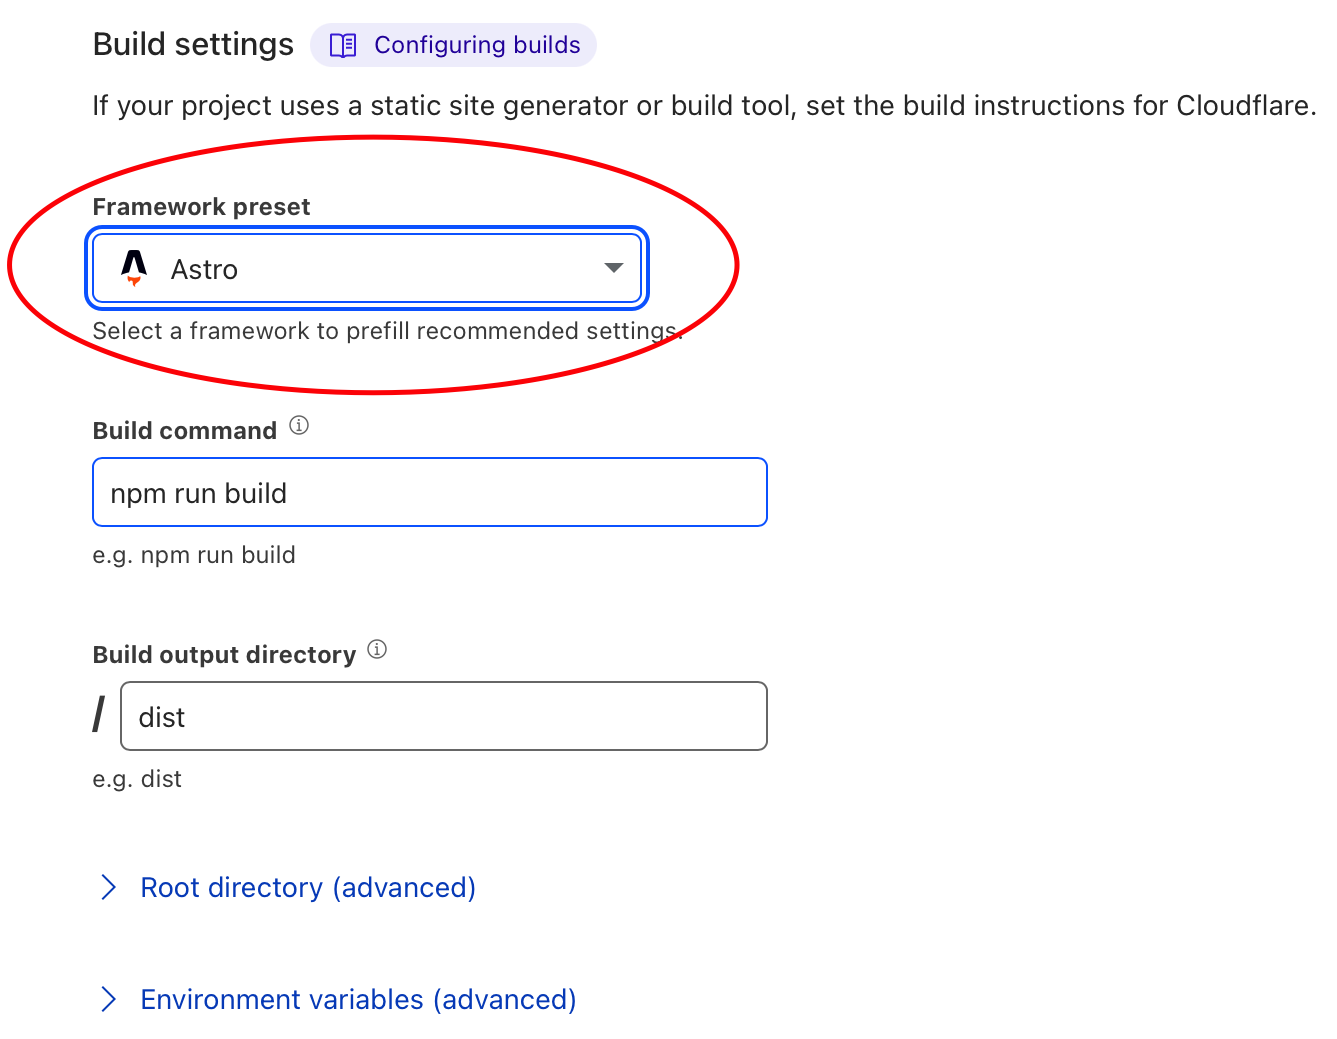 Build settings Configuring builds
If your project uses a static site generator or build tool, set the build instructions for Cloudflare.
Framework preset
Astro
Select a framework to prefill recommended settings.
Build command
npm run build
e.g. npm run build
Build output directory
/ dist
e.g. dist
Root directory (advanced)
Environment variables (advanced)